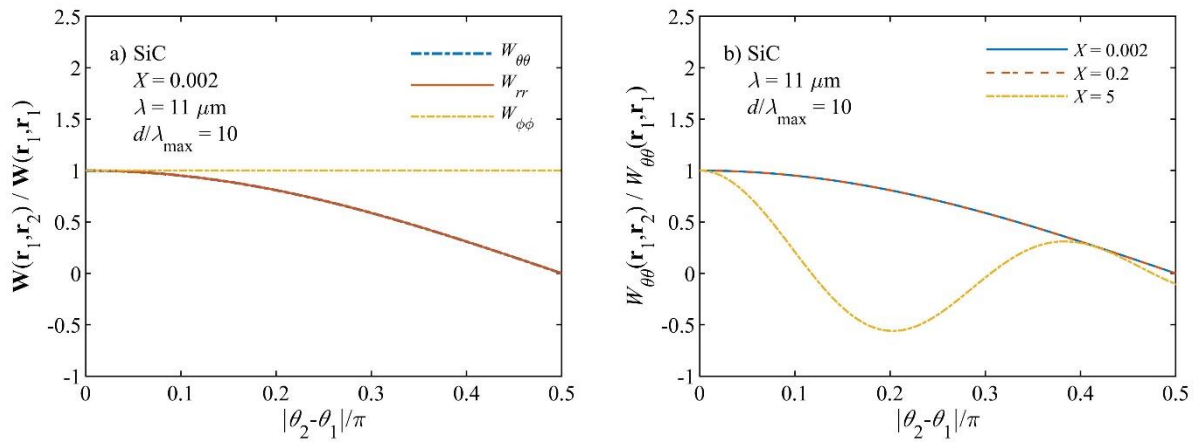 a) SiC
X = 0.002
λ = 11 μm
d/λmax = 10
Wθθ
Wrr
Wϕϕ
W(r1,r2) / W(r1,r1)
2.5
2
1.5
1
0.5
0
-0.5
-1
0 0.1 0.2 0.3 0.4 0.5
|θ2-θ1|/π
b) SiC
λ = 11 μm
d/λmax = 10
X = 0.002
X = 0.2
X = 5
Wθθ(r1,r2) / Wθθ(r1,r1)
2.5
2
1.5
1
0.5
0
-0.5
-1
0 0.1 0.2 0.3 0.4 0.5
|θ2-θ1|/π